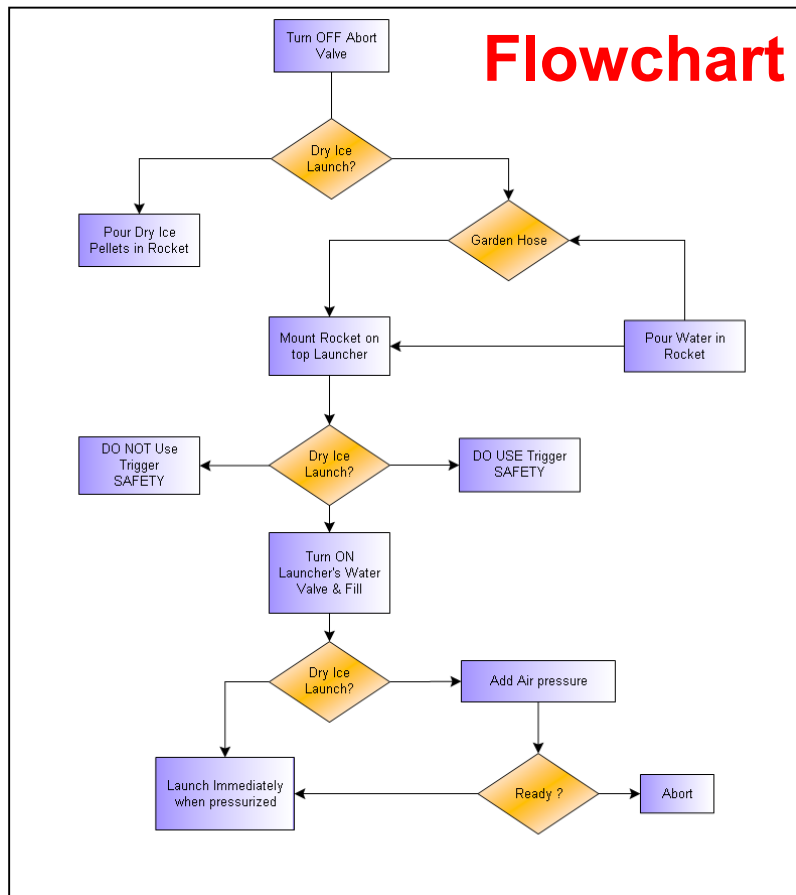 Flowchart
Turn OFF Abort
Valve
Dry Ice
Launch?
Pour Dry Ice
Pellets in Rocket
Garden Hose
Mount Rocket on
top Launcher
Pour Water in
Rocket
DO NOT Use
Trigger
SAFETY
Dry Ice
Launch?
DO USE Trigger
SAFETY
Turn ON
Launcher's Water
Valve & Fill
Dry Ice
Launch?
Add Air pressure
Launch Immediately
when pressurized
Ready ?
Abort